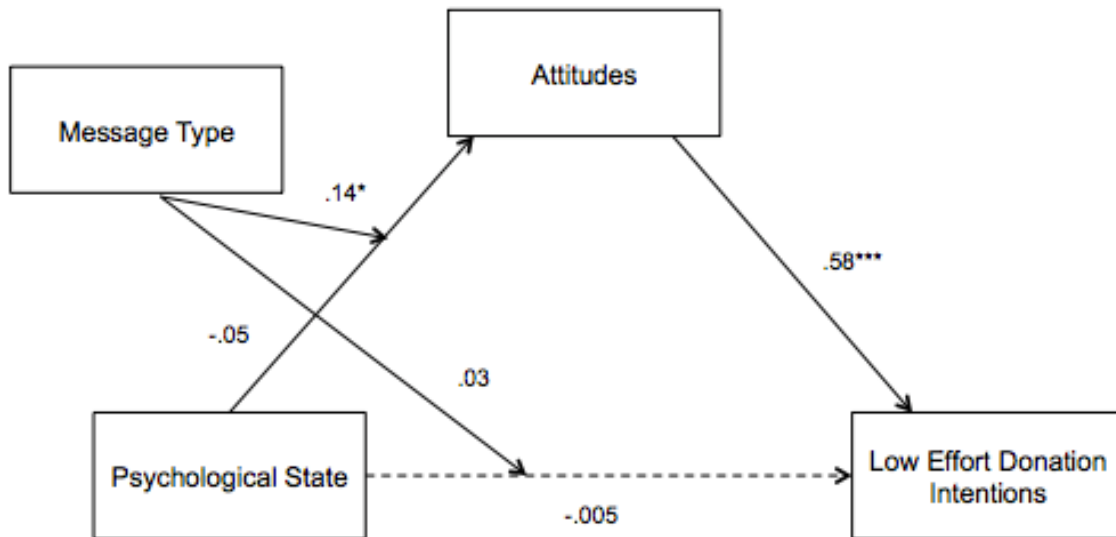 Attitudes
Message Type
.14*
.58***
-.05
.03
Psychological State
Low Effort Donation
Intentions
-.005